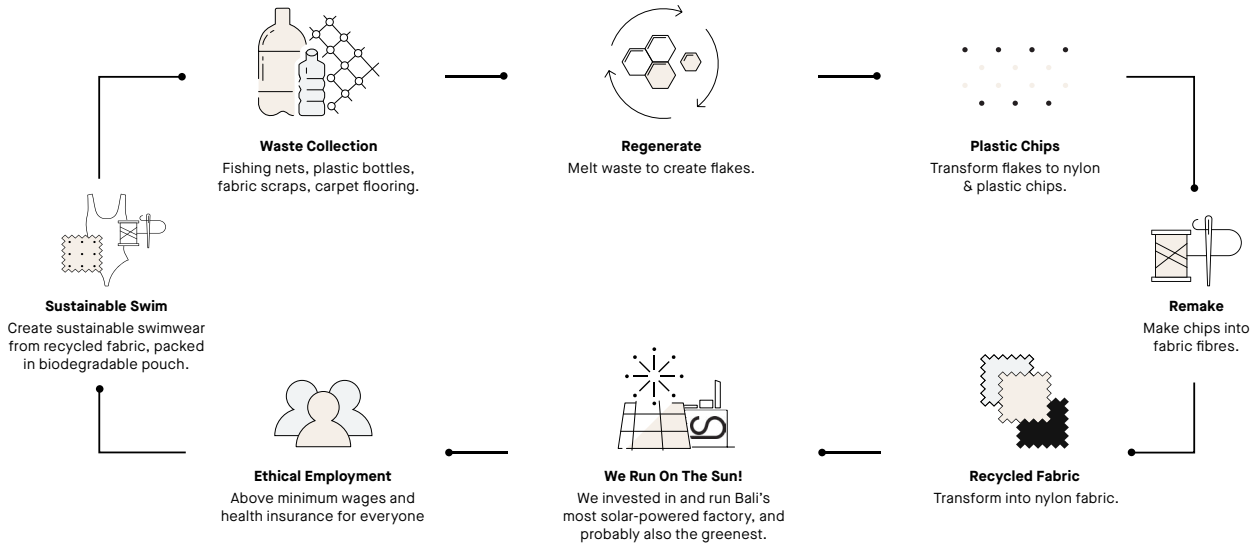 Waste Collection
Fishing nets, plastic bottles,
fabric scraps, carpet flooring.
Regenerate
Melt waste to create flakes.
Plastic Chips
Transform flakes to nylon
& plastic chips.
Remake
Make chips into
fabric fibres.
Recycled Fabric
Transform into nylon fabric.
We Run On The Sun!
We invested in and run Bali’s
most solar-powered factory, and
probably also the greenest.
Ethical Employment
Above minimum wages and
health insurance for everyone
Sustainable Swim
Create sustainable swimwear
from recycled fabric, packed
in biodegradable pouch.